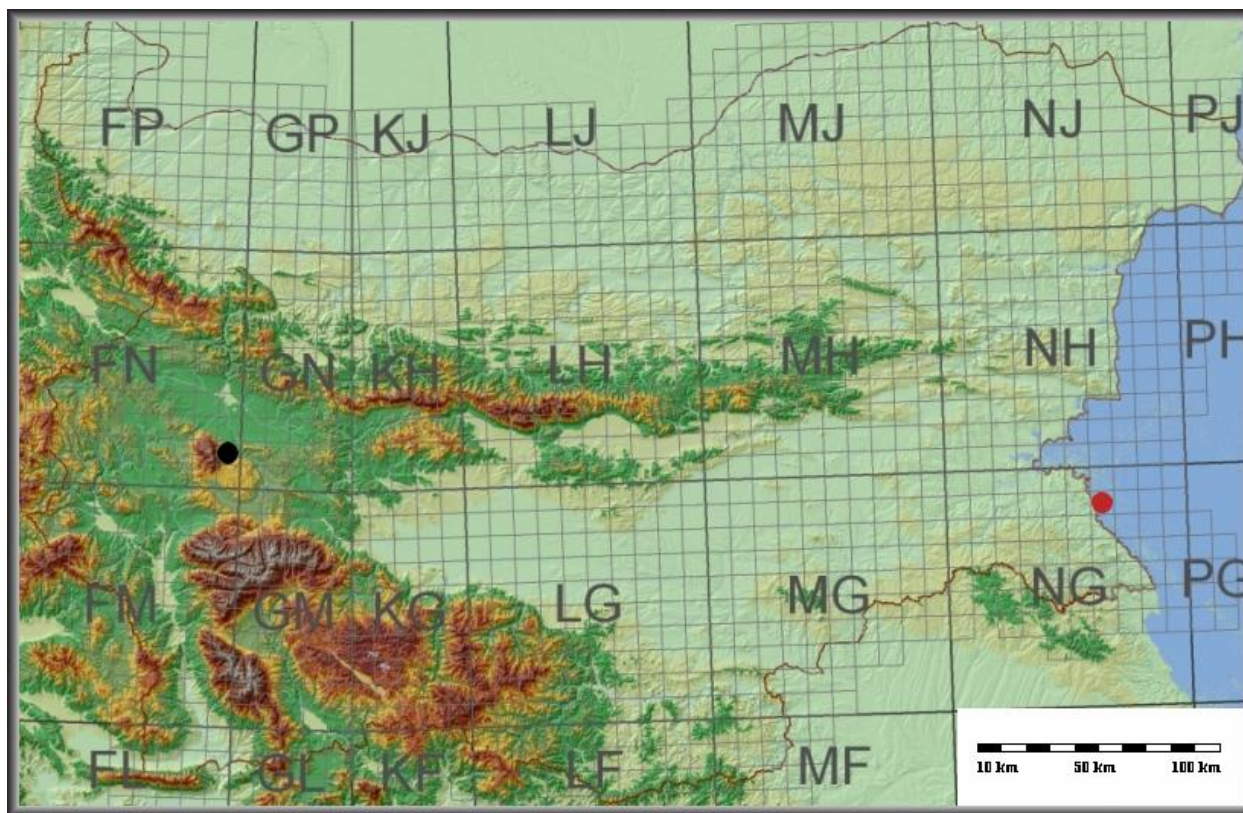 FP GP KJ LJ MJ NJ PJ
FN GN KH LH MH NH PH
FM GM KG LG MG NG PG
FL GL KF LF MF
10 km 50 km 100 km